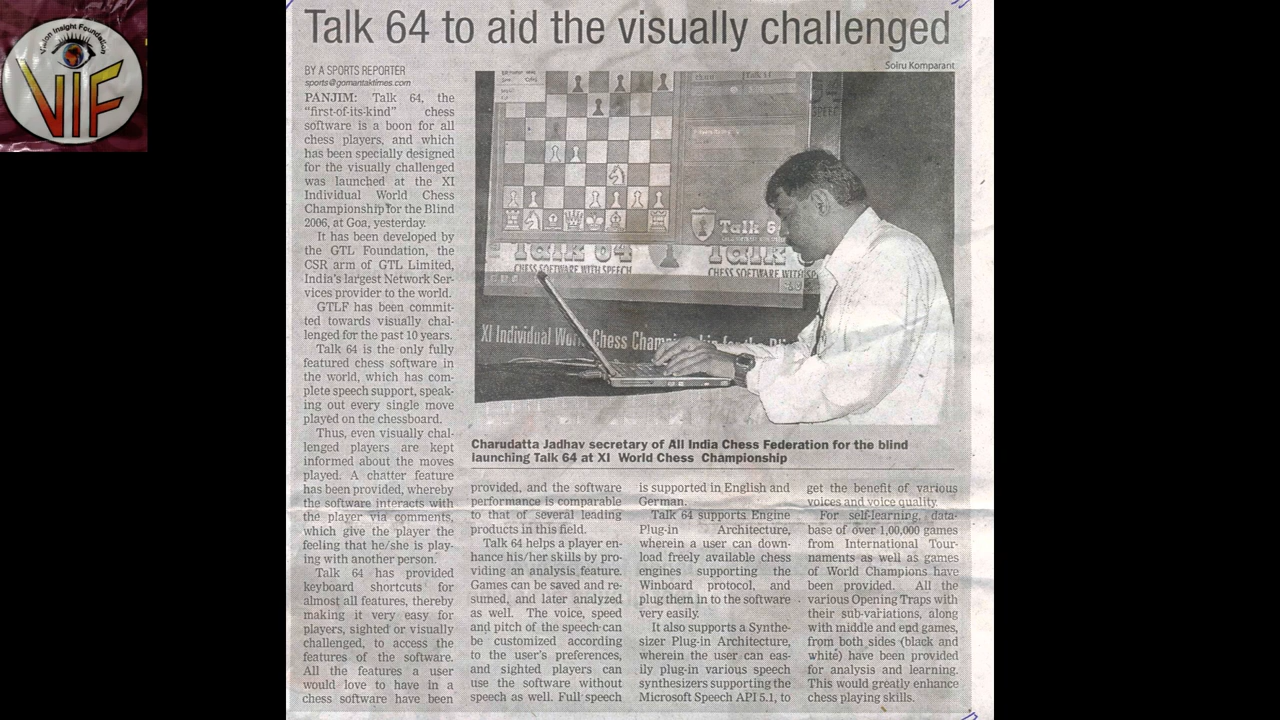 Vision Insight Foundation
VIF
Talk 64 to aid the visually challenged
BY A SPORTS REPORTER
sports@gomantaktimes.com
PANJIM: Talk 64, the
"first-of-its-kind" chess
software is a boon for all
chess players, and which
has been specially designed
for the visually challenged
was launched at the XI
Individual World Chess
Championship for the Blind
2006, at Goa, yesterday.
It has been developed by
the GTL Foundation, the
CSR arm of GTL Limited,
India's largest Network Ser-
vices provider to the world.
GTLF has been commit-
ted towards visually chal-
lenged for the past 10 years.
Talk 64 is the only fully
featured chess software in
the world, which has com-
plete speech support, speak-
ing out every single move
played on the chessboard.
Thus, even visually chal-
lenged players are kept
informed about the moves
played. A chatter feature
has been provided, whereby
the software interacts with
the player via comments,
which give the player the
feeling that he/she is play-
ing with another person.
Talk 64 has provided
keyboard shortcuts for
almost all features, thereby
making it very easy for
players, sighted or visually
challenged, to access the
features of the software.
All the features a user
would love to have in a
chess software have been
Soiru Komparant
Talk 6
Talk 64
CHESS SOFTWARE WITH SPEECH
Talk 6
CHESS SOFTWARE WITH SP
XI Individual World Chess Championship for the Blind
Charudatta Jadhav secretary of All India Chess Federation for the blind
launching Talk 64 at XI World Chess Championship
provided, and the software
performance is comparable
to that of several leading
products in this field.
Talk 64 helps a player en-
hance his/her skills by pro-
viding an analysis feature.
Games can be saved and re-
sumed, and later analyzed
as well. The voice, speed
and pitch of the speech can
be customized according
to the user's preferences,
and sighted players can
use the software without
speech as well. Full speech
is supported in English and
German.
Talk 64 supports Engine
Plug-in Architecture,
wherein a user can down-
load freely available chess
engines supporting the
Winboard protocol, and
plug them in to the software
very easily.
It also supports a Synthe-
sizer Plug-in Architecture,
wherein the user can eas-
ily plug-in various speech
synthesizers supporting the
Microsoft Speech API 5.1, to
get the benefit of various
voices and voice quality.
For self-learning, data-
base of over 1,00,000 games
from International Tour-
naments as well as games
of World Champions have
been provided. All the
various Opening Traps with
their sub-variations, along
with middle and end games,
from both sides (black and
white) have been provided
for analysis and learning.
This would greatly enhance
chess playing skills.